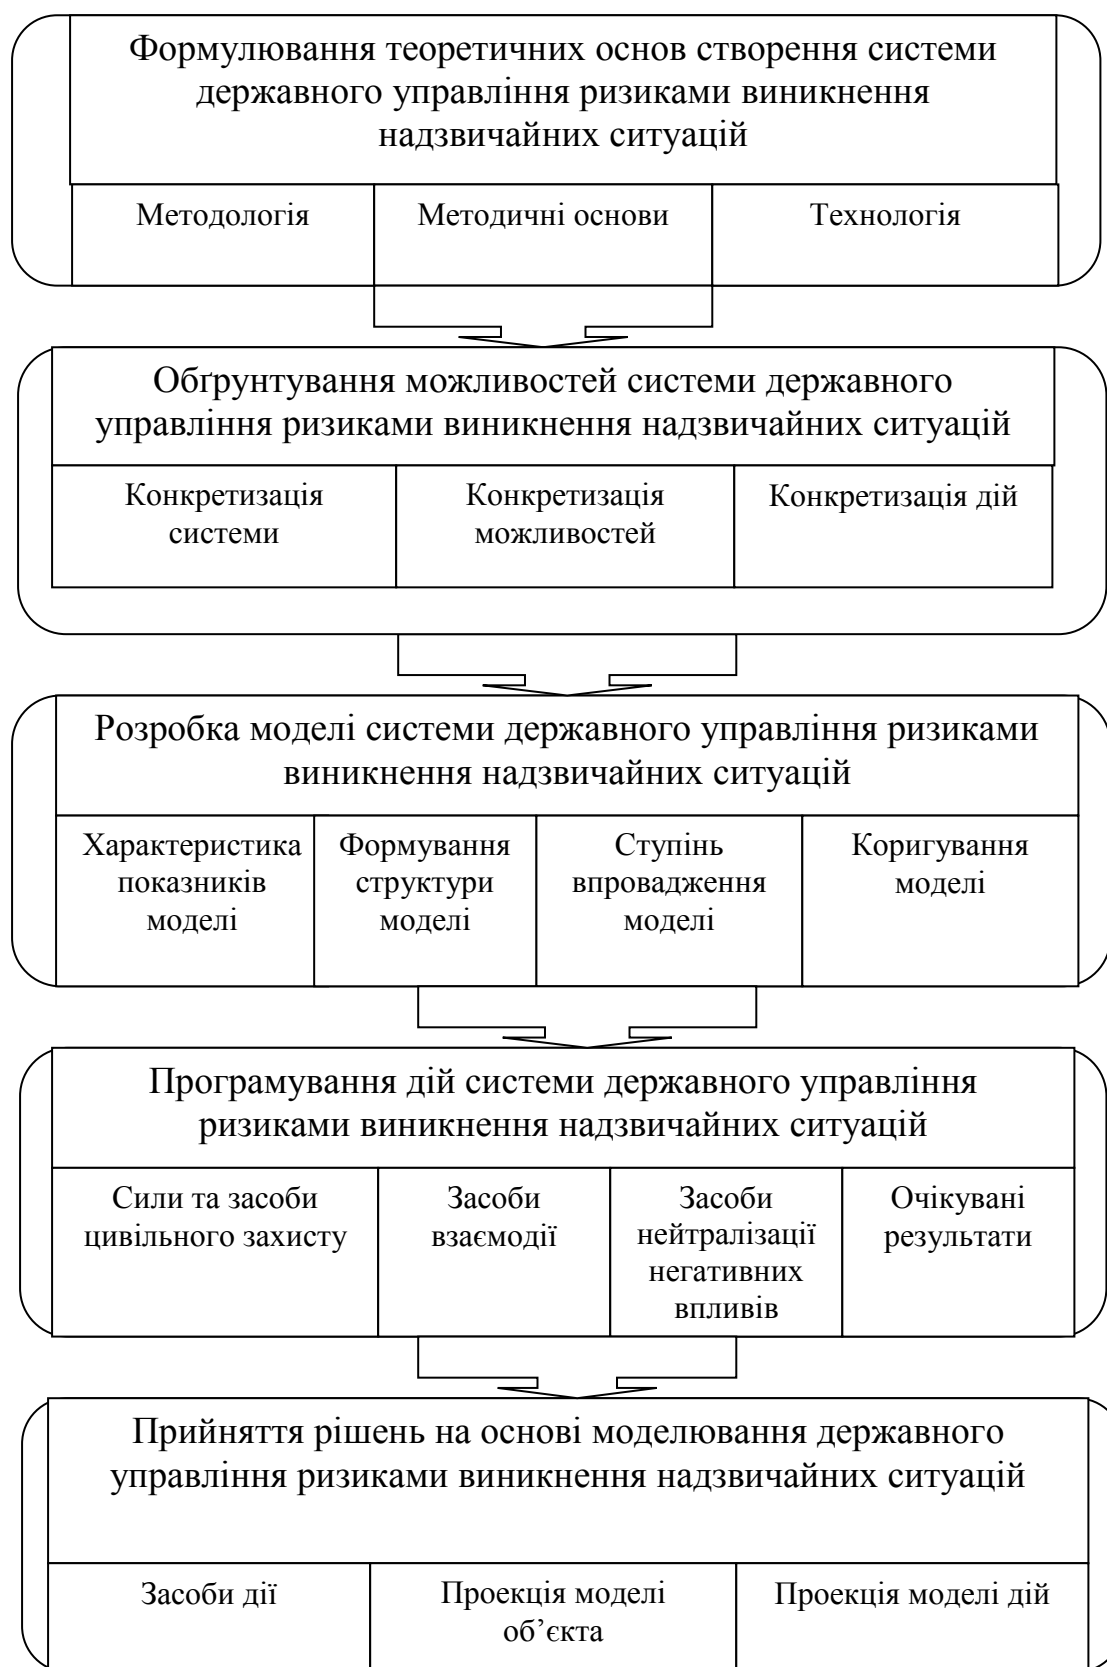 Формулювання теоретичних основ створення системи
державного управління ризиками виникнення
надзвичайних ситуацій
Методологія
Методичні основи
Технологія
Обґрунтування можливостей системи державного
управління ризиками виникнення надзвичайних ситуацій
Конкретизація
системи
Конкретизація
можливостей
Конкретизація дій
Розробка моделі системи державного управління ризиками
виникнення надзвичайних ситуацій
Характеристика
показників
моделі
Формування
структури
моделі
Ступінь
впровадження
моделі
Коригування
моделі
Програмування дій системи державного управління
ризиками виникнення надзвичайних ситуацій
Сили та засоби
цивільного захисту
Засоби
взаємодії
Засоби
нейтралізації
негативних
впливів
Очікувані
результати
Прийняття рішень на основі моделювання державного
управління ризиками виникнення надзвичайних ситуацій
Засоби дії
Проекція моделі
об’єкта
Проекція моделі дій